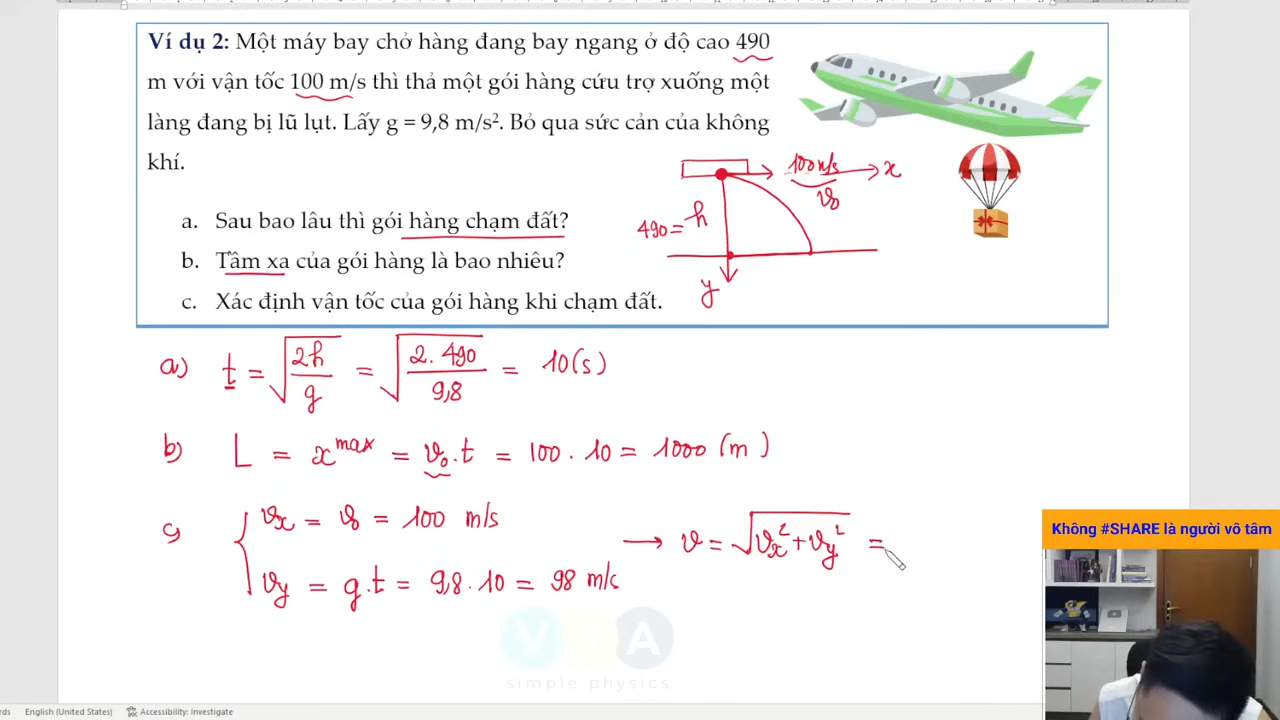 Ví dụ 2: Một máy bay chở hàng đang bay ngang ở độ cao 490
m với vận tốc 100 m/s thì thả một gói hàng cứu trợ xuống một
làng đang bị lũ lụt. Lấy g = 9,8 m/s². Bỏ qua sức cản của không
khí.
100m/s
x
v₀
490 = h
y
a. Sau bao lâu thì gói hàng chạm đất?
b. Tầm xa của gói hàng là bao nhiêu?
c. Xác định vận tốc của gói hàng khi chạm đất.
a) t = √(2h/g) = √(2.490/9,8) = 10(s)
b) L = x^max = v₀.t = 100.10 = 1000 (m)
c) { vx = v₀ = 100 m/s
vy = g.t = 9,8.10 = 98 m/s
→ v = √(vx² + vy²) =
Không #SHARE là người vô tâm
V A
simple physics
rds English (United States) Accessibility: Investigate